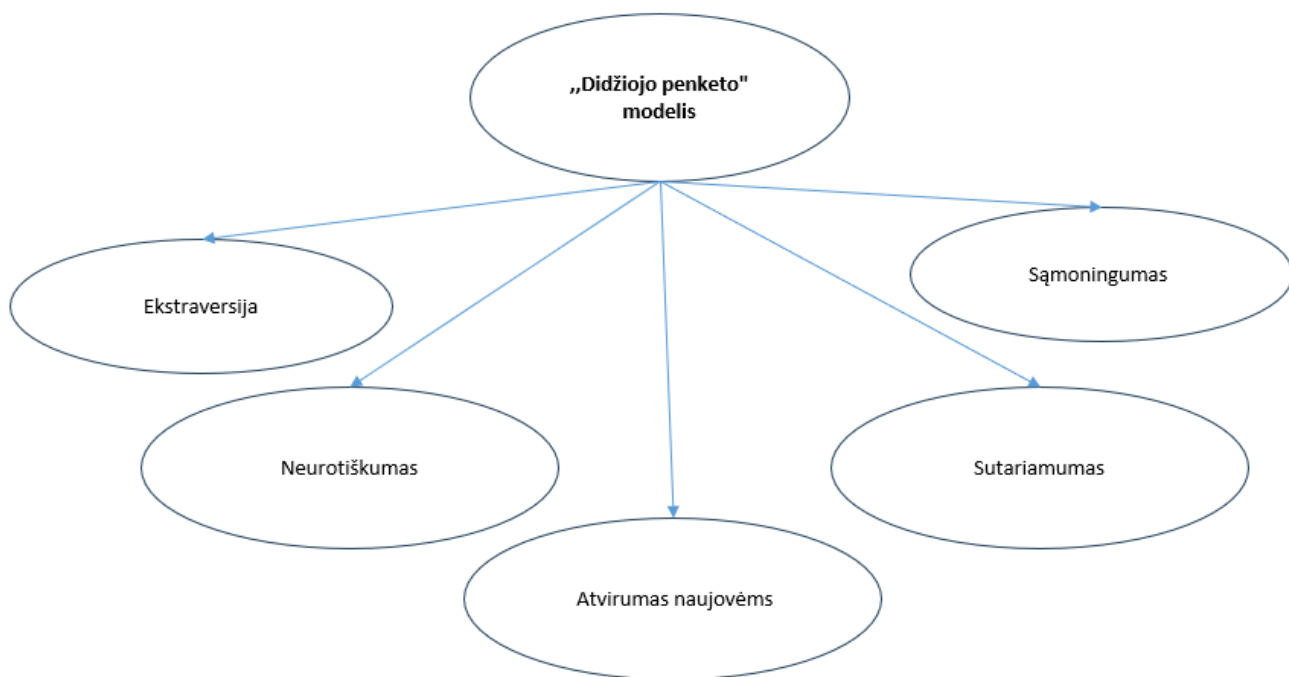 ,,Didžiojo penketo"
modelis
Sąmoningumas
Ekstraversija
Neurotiškumas
Sutariamumas
Atvirumas naujovėms